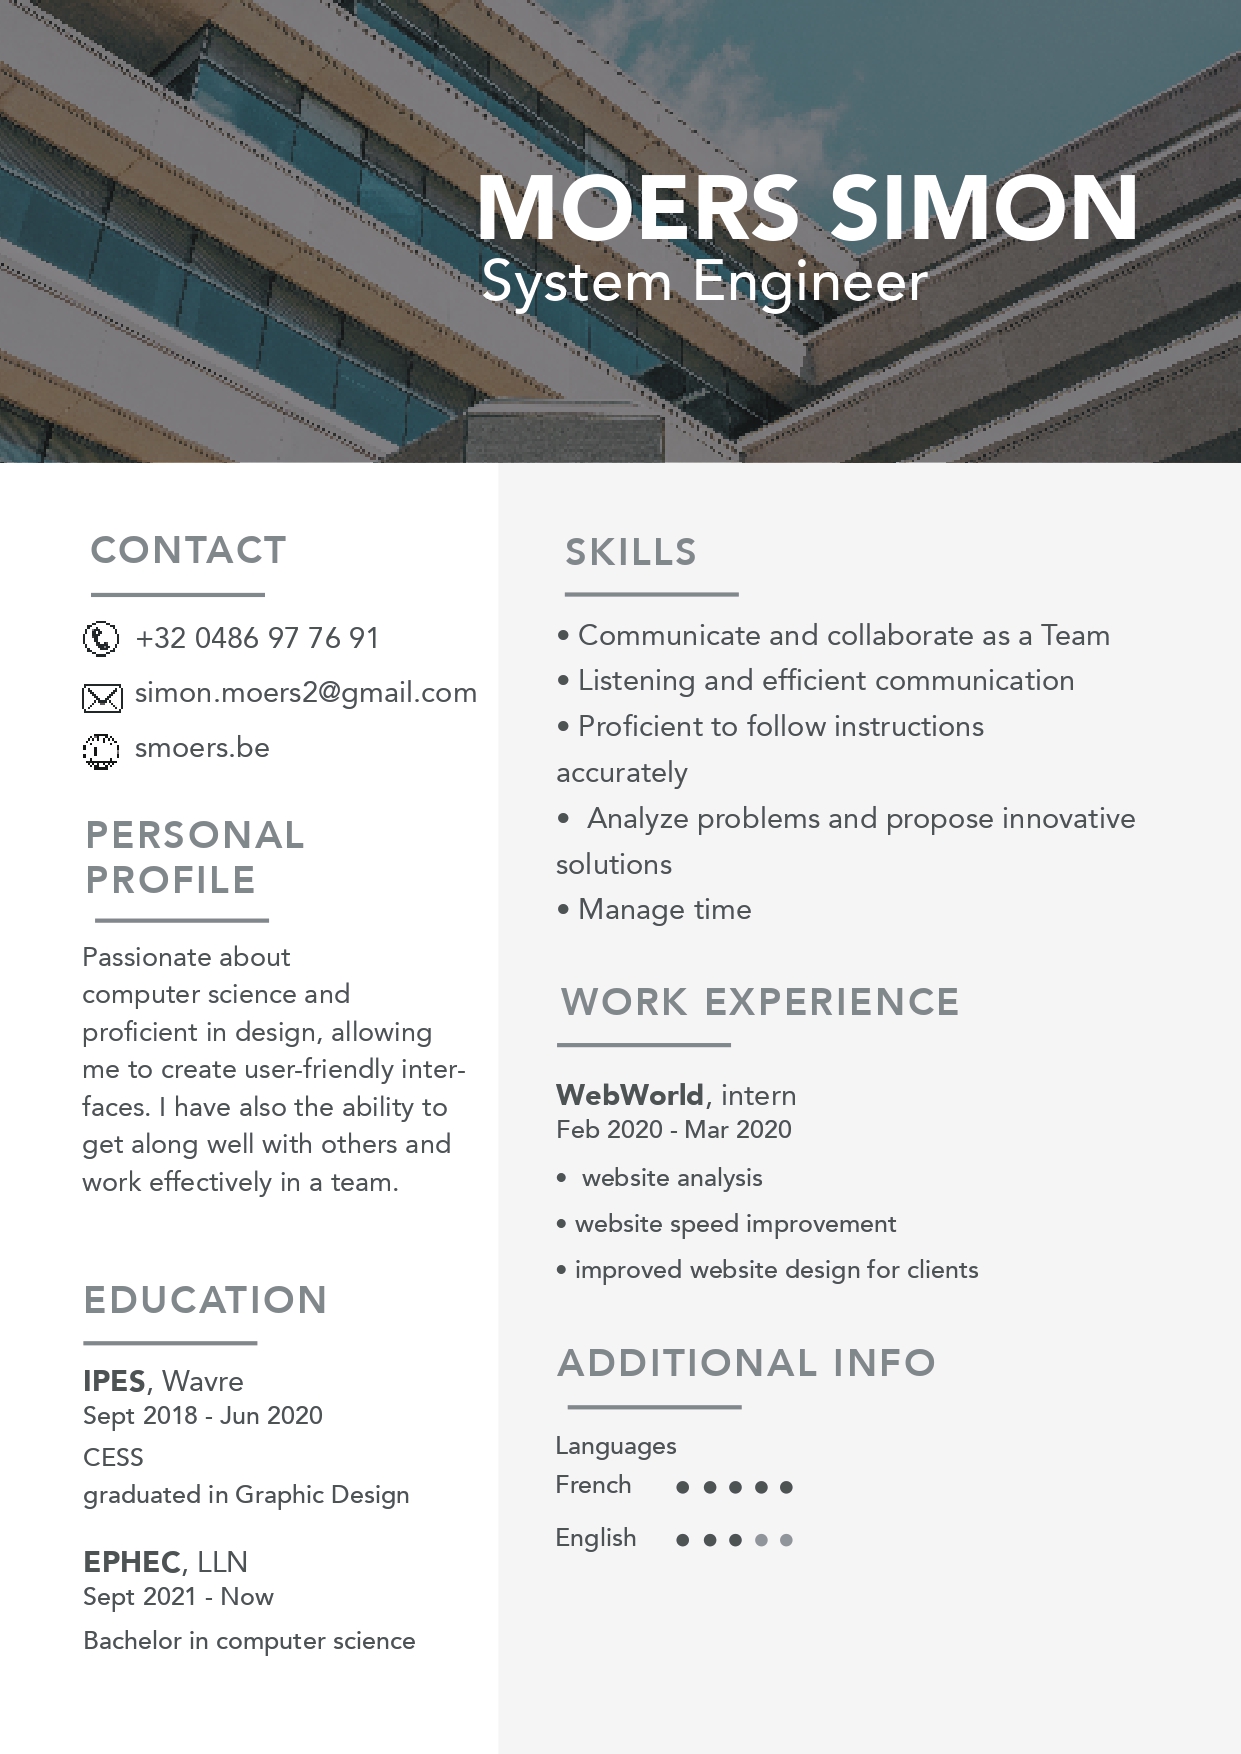 MOERS SIMON
System Engineer
CONTACT
+32 0486 97 76 91
simon.moers2@gmail.com
smoers.be
PERSONAL
PROFILE
Passionate about
computer science and
proficient in design, allowing
me to create user-friendly inter-
faces. I have also the ability to
get along well with others and
work effectively in a team.
EDUCATION
IPES, Wavre
Sept 2018 - Jun 2020
CESS
graduated in Graphic Design
EPHEC, LLN
Sept 2021 - Now
Bachelor in computer science
SKILLS
• Communicate and collaborate as a Team
• Listening and efficient communication
• Proficient to follow instructions
accurately
• Analyze problems and propose innovative
solutions
• Manage time
WORK EXPERIENCE
WebWorld, intern
Feb 2020 - Mar 2020
• website analysis
• website speed improvement
• improved website design for clients
ADDITIONAL INFO
Languages
French
English